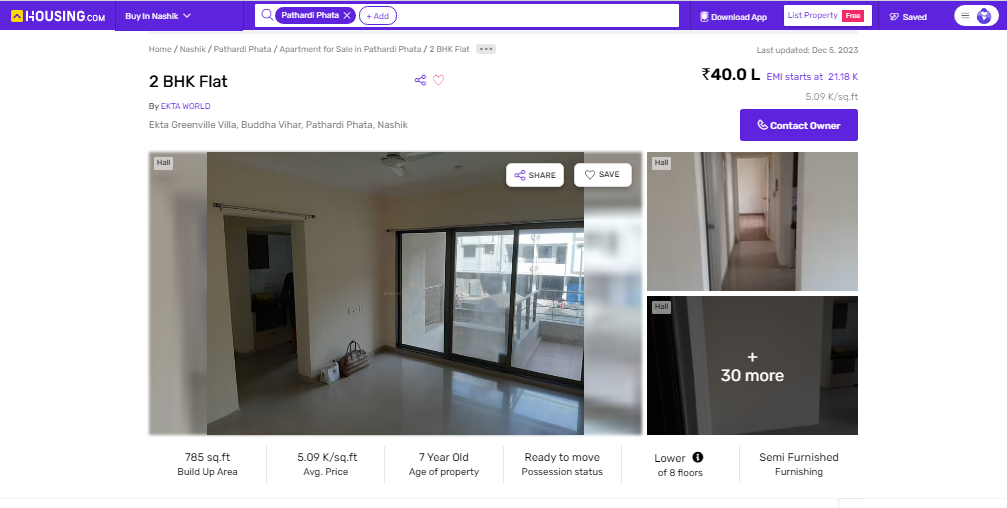 HOUSING.COM
Buy in Nashik
Pathardi Phata
+ Add
Download App
List Property Free
Saved
Home / Nashik / Pathardi Phata / Apartment for Sale in Pathardi Phata / 2 BHK Flat
Last updated: Dec 5, 2023
2 BHK Flat
₹40.0 L EMI starts at 21.18 K
5.09 K/sq.ft
By EKTA WORLD
Ekta Greenville Villa, Buddha Vihar, Pathardi Phata, Nashik
Contact Owner
Hall
SHARE
SAVE
Hall
Hall
+
30 more
785 sq.ft
Build Up Area
5.09 K/sq.ft
Avg. Price
7 Year Old
Age of property
Ready to move
Possession status
Lower
of 8 floors
Semi Furnished
Furnishing